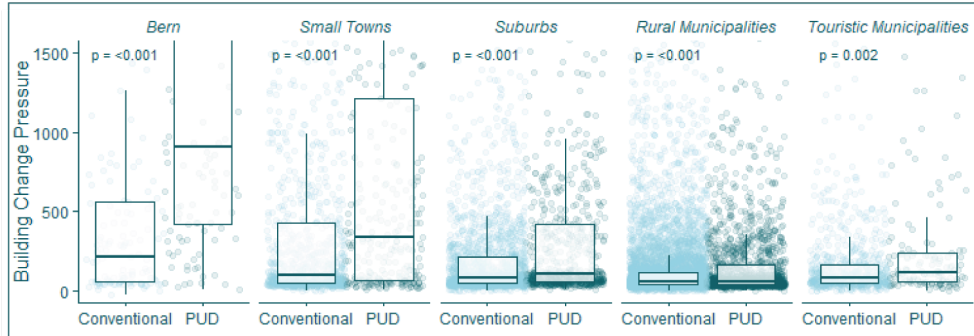 Bern Small Towns Suburbs Rural Municipalities Touristic Municipalities
1500 p = <0.001 p = <0.001 p = <0.001 p = <0.001 p = 0.002
Building Change Pressure
1000
500
0
Conventional PUD Conventional PUD Conventional PUD Conventional PUD Conventional PUD